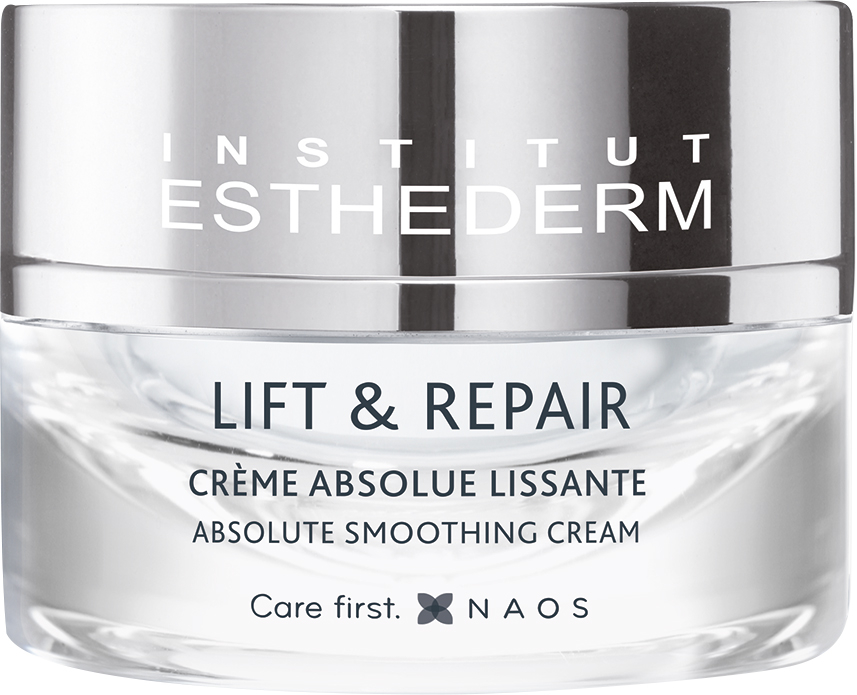 INSTITUT
ESTHEDERM
LIFT & REPAIR
CRÈME ABSOLUE LISSANTE
ABSOLUTE SMOOTHING CREAM
Care first. NAOS